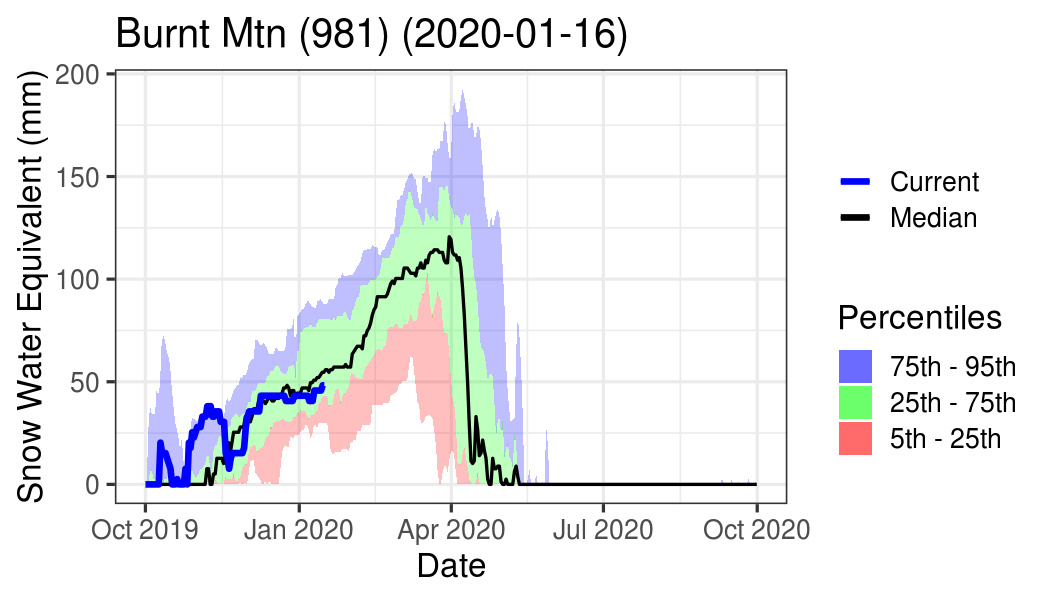 Burnt Mtn (981) (2020-01-16)
Snow Water Equivalent (mm)
200
150
100
50
0
Oct 2019 Jan 2020 Apr 2020 Jul 2020 Oct 2020
Date
Current
Median
Percentiles
75th - 95th
25th - 75th
5th - 25th